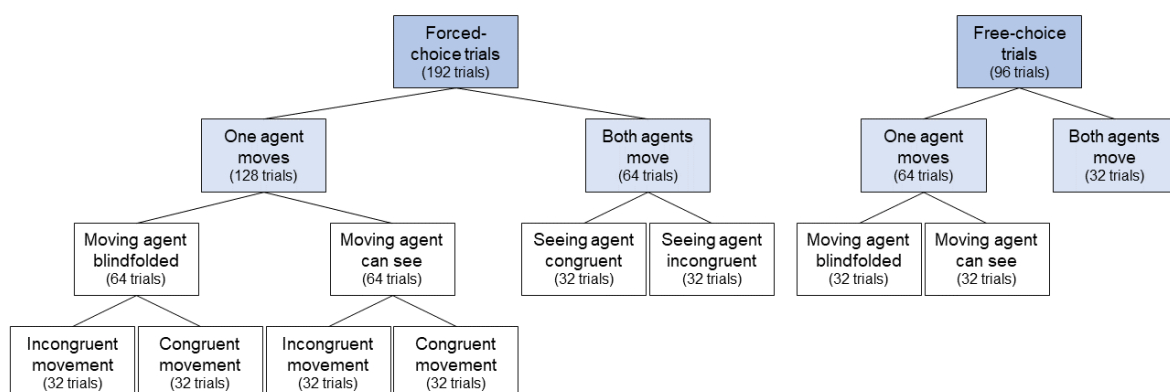 Forced-
choice trials
(192 trials)
Free-choice
trials
(96 trials)
One agent
moves
(128 trials)
Both agents
move
(64 trials)
One agent
moves
(64 trials)
Both agents
move
(32 trials)
Moving agent
blindfolded
(64 trials)
Moving agent
can see
(64 trials)
Seeing agent
congruent
(32 trials)
Seeing agent
incongruent
(32 trials)
Moving agent
blindfolded
(32 trials)
Moving agent
can see
(32 trials)
Incongruent
movement
(32 trials)
Congruent
movement
(32 trials)
Incongruent
movement
(32 trials)
Congruent
movement
(32 trials)